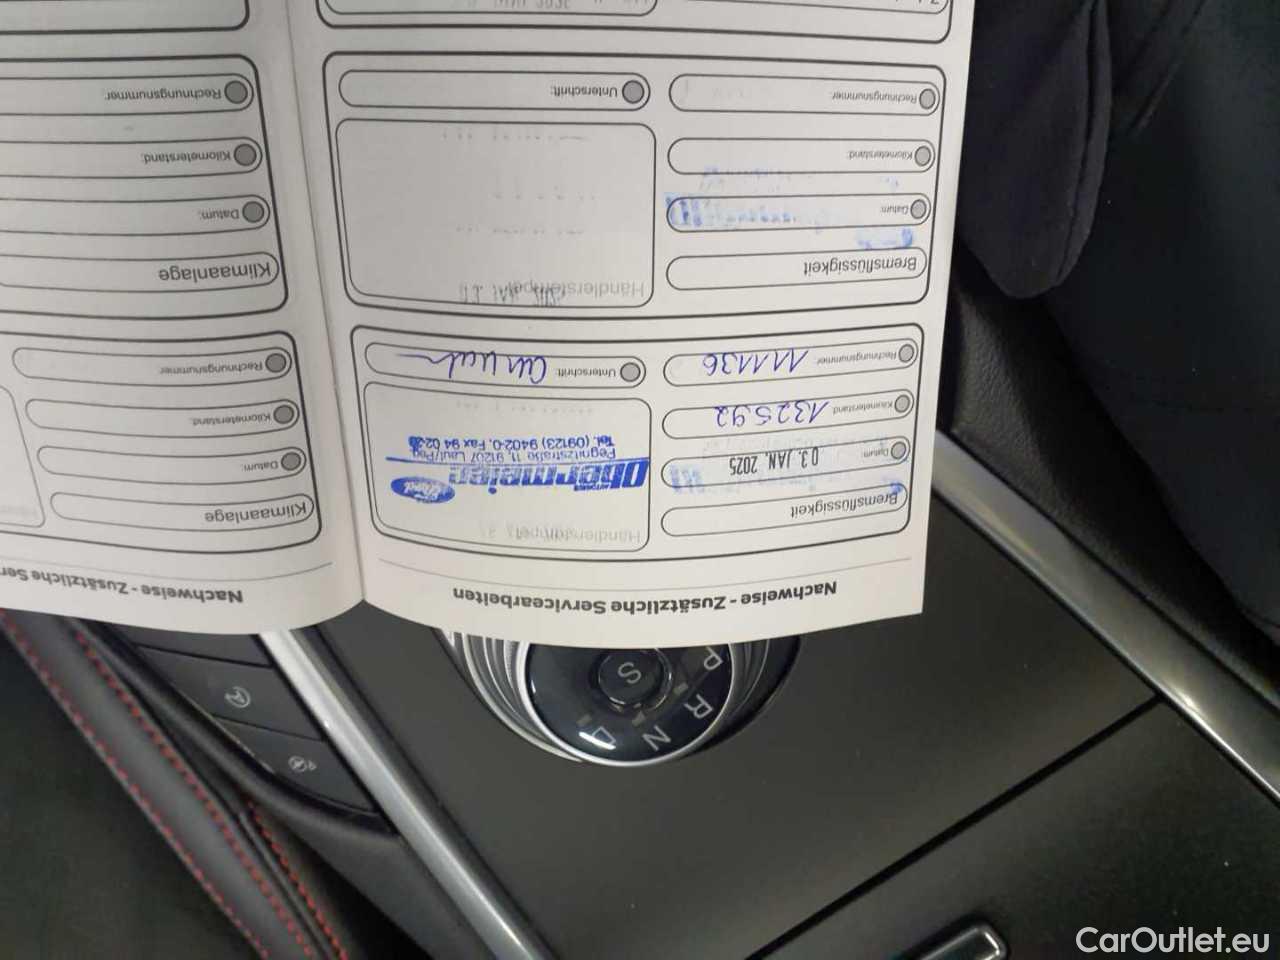 Nachweise - Zusätzliche Servicearbeiten
Bremsflüssigkeit
Datum: 03. JAN. 2025
Kilometerstand: 132592
Rechnungsnummer: 111136
Händlerstempel:
Obermeier
Ford
Pegnitzstraße 11, 91207 Lauf/Peg
Tel. (09123) 9402-0, Fax 94 02-30
Unterschrift:
Bremsflüssigkeit
Datum:
Kilometerstand:
Rechnungsnummer:
Händlerstempel:
Unterschrift:
Nachweise - Zusätzliche Ser
Klimaanlage
Datum:
Kilometerstand:
Rechnungsnummer:
Klimaanlage
Datum:
Kilometerstand:
Rechnungsnummer:
P
R
N
D
S
A
CarOutlet.eu